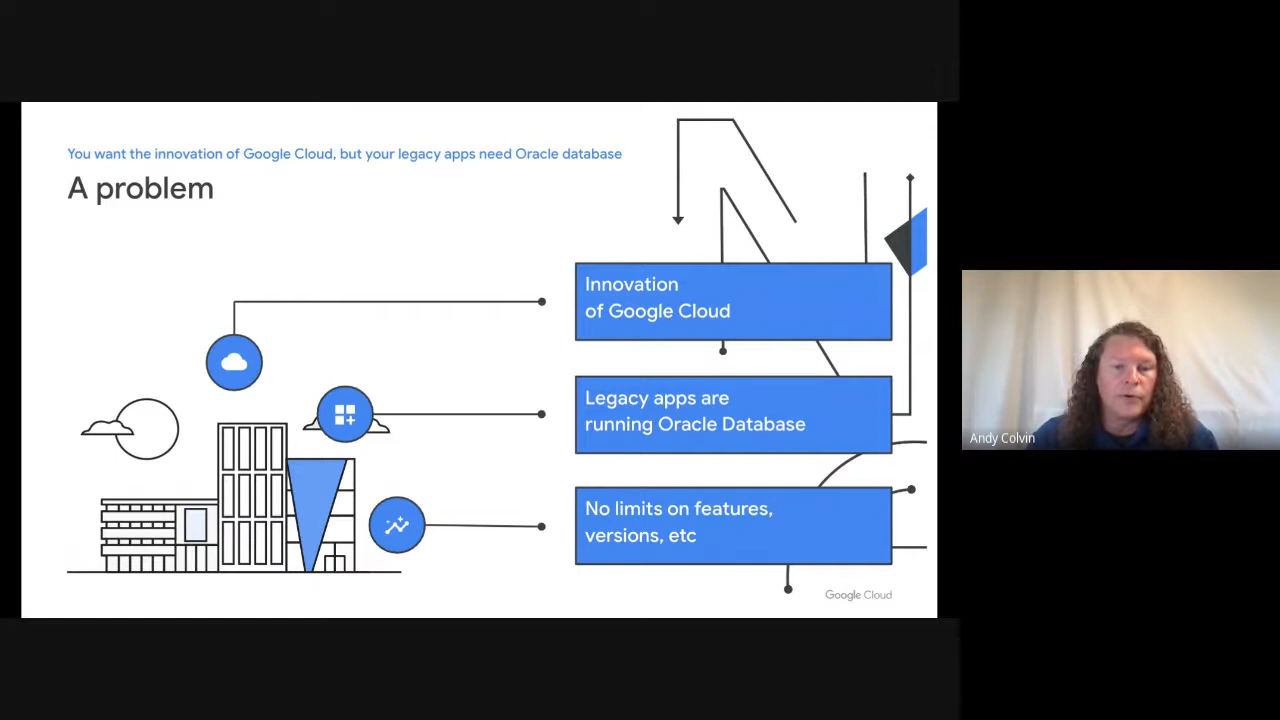 You want the innovation of Google Cloud, but your legacy apps need Oracle database
A problem
Innovation
of Google Cloud
Legacy apps are
running Oracle Database
No limits on features,
versions, etc
Google Cloud
Andy Colvin